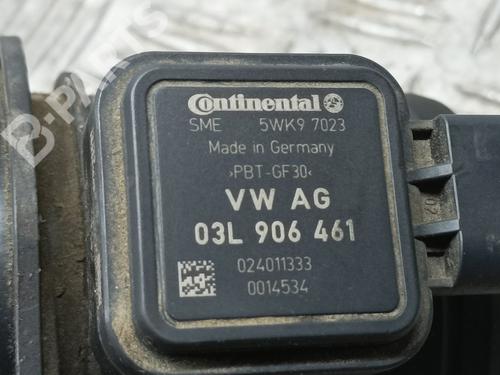 Continental
SME 5WK9 7023
Made in Germany
>PBT-GF30<
VW AG
03L 906 461
024011333
0014534
B-PARTS